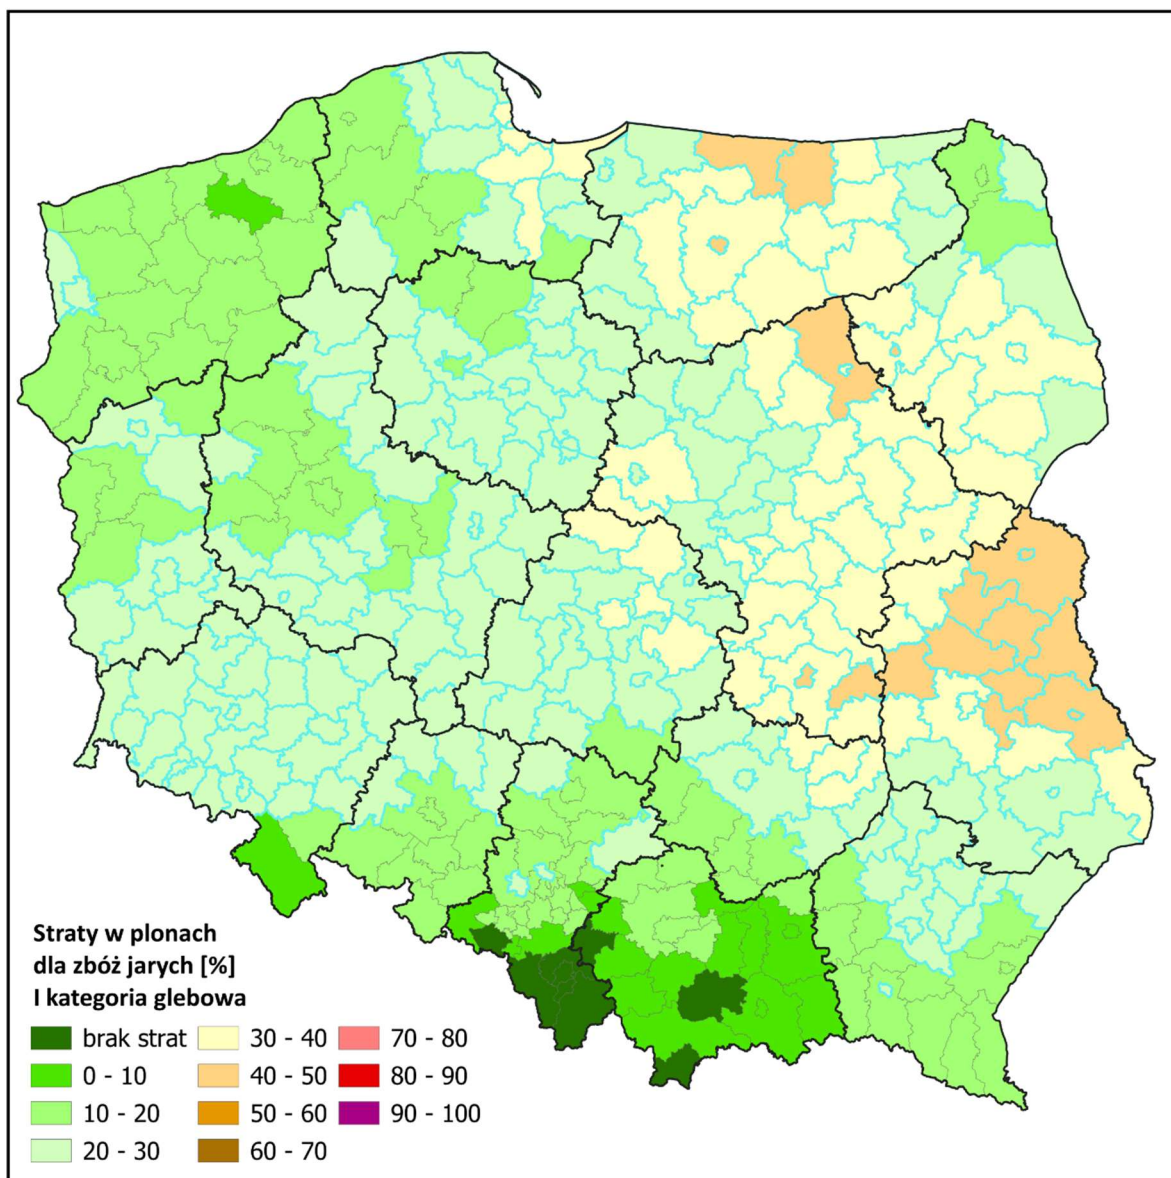 Straty w plonach
dla zbóż jarych [%]
I kategoria glebowa
brak strat
0 - 10
10 - 20
20 - 30
30 - 40
40 - 50
50 - 60
60 - 70
70 - 80
80 - 90
90 - 100